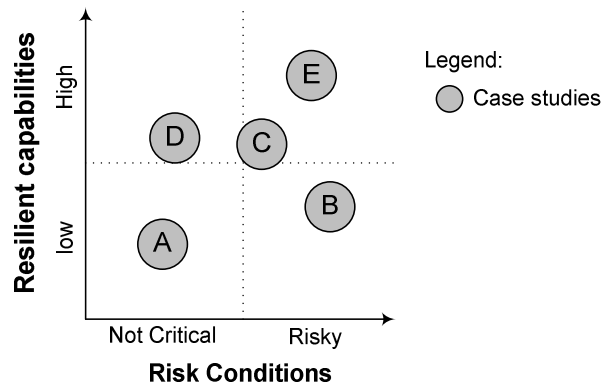 Resilient capabilities
High
low
E
D
C
B
A
Legend:
Case studies
Not Critical
Risky
Risk Conditions